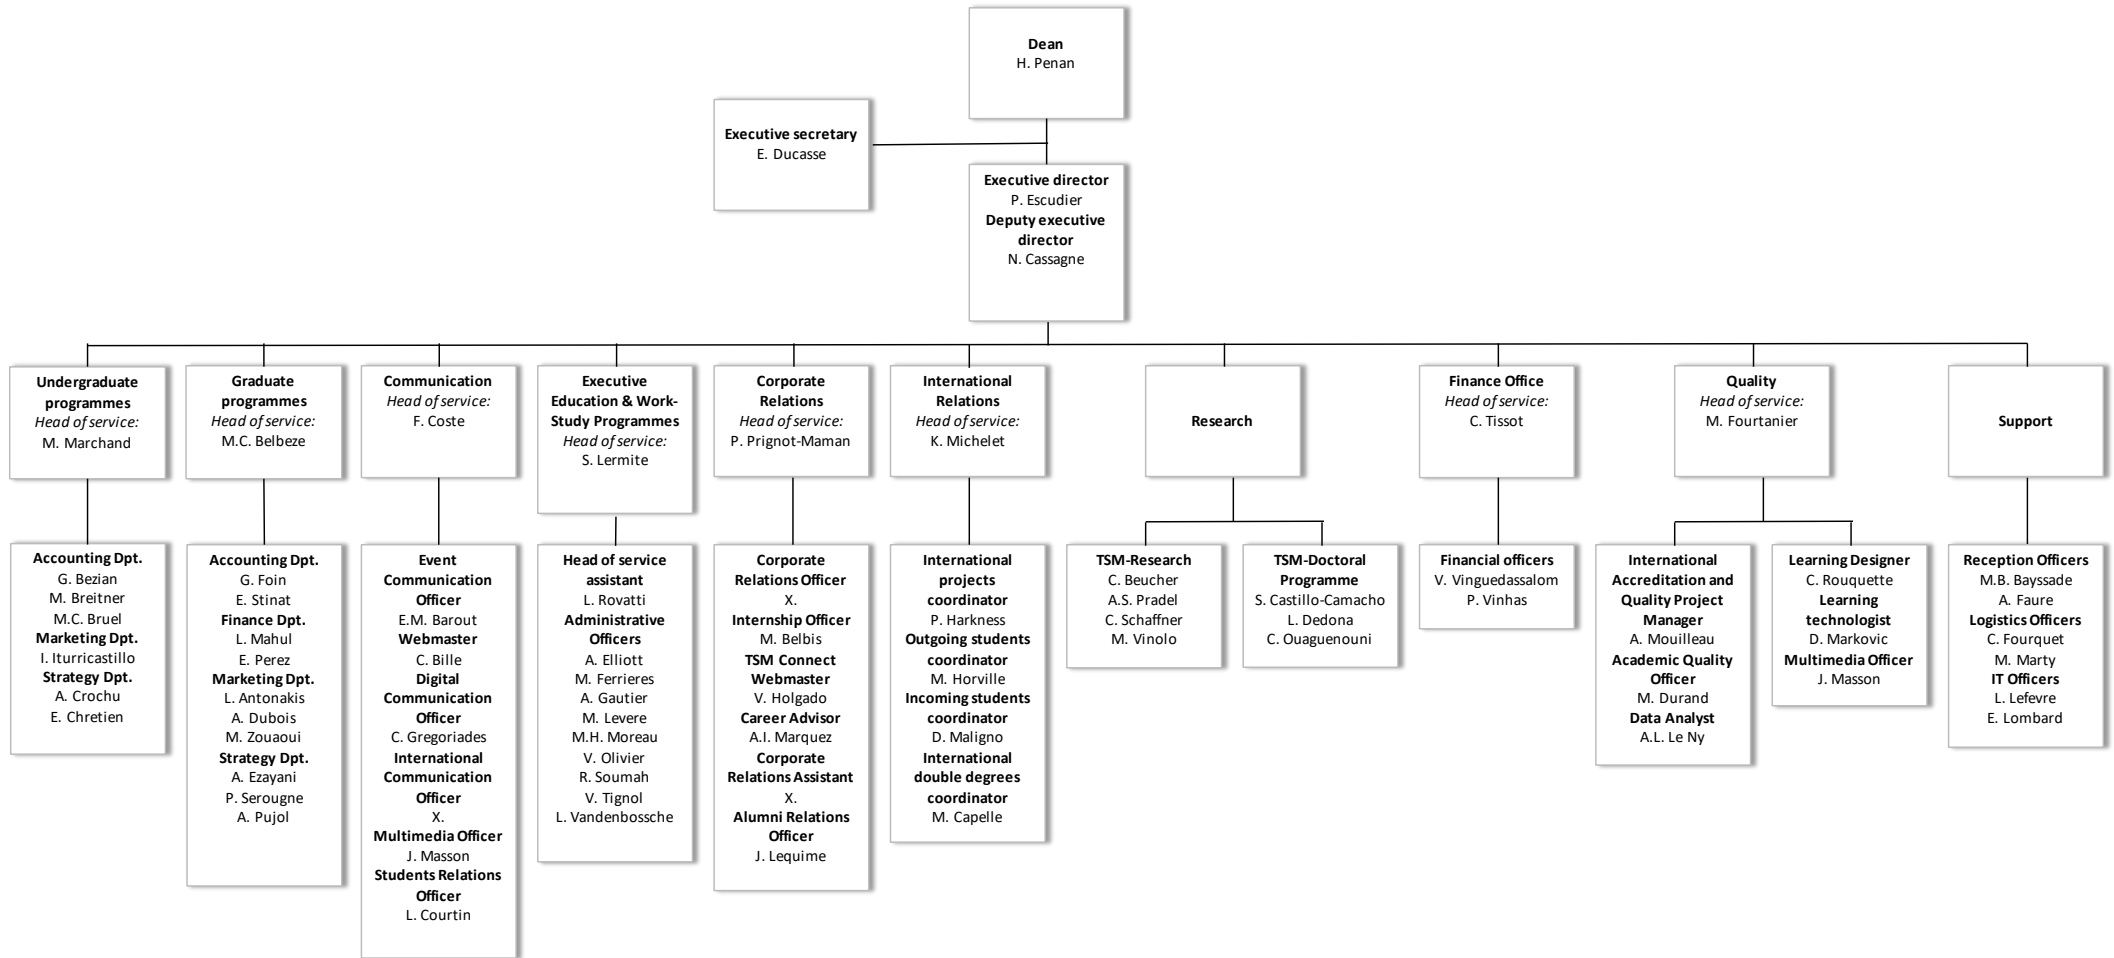 Dean
H. Penan
Executive secretary
E. Ducasse
Executive director
P. Escudier
Deputy executive
director
N. Cassagne
Undergraduate
programmes
Head of service:
M. Marchand
Graduate
programmes
Head of service:
M.C. Belbeze
Communication
Head of service:
F. Coste
Executive
Education & Work-
Study Programmes
Head of service:
S. Lermite
Corporate
Relations
Head of service:
P. Prignot-Maman
International
Relations
Head of service:
K. Michelet
Research
Finance Office
Head of service:
C. Tissot
Quality
Head of service:
M. Fourtanier
Support
Accounting Dpt.
G. Bezian
M. Breitner
M.C. Bruel
Marketing Dpt.
I. Iturricastillo
Strategy Dpt.
A. Crochu
E. Chretien
Accounting Dpt.
G. Foin
E. Stinat
Finance Dpt.
L. Mahul
E. Perez
Marketing Dpt.
L. Antonakis
A. Dubois
M. Zouaoui
Strategy Dpt.
A. Ezayani
P. Serougne
A. Pujol
Event
Communication
Officer
E.M. Barout
Webmaster
C. Bille
Digital
Communication
Officer
C. Gregoriades
International
Communication
Officer
X.
Multimedia Officer
J. Masson
Students Relations
Officer
L. Courtin
Head of service
assistant
L. Rovatti
Administrative
Officers
A. Elliott
M. Ferrieres
A. Gautier
M. Levere
M.H. Moreau
V. Olivier
R. Soumah
V. Tignol
L. Vandenbossche
Corporate
Relations Officer
X.
Internship Officer
M. Belbis
TSM Connect
Webmaster
V. Holgado
Career Advisor
A.I. Marquez
Corporate
Relations Assistant
X.
Alumni Relations
Officer
J. Lequime
International
projects
coordinator
P. Harkness
Outgoing students
coordinator
M. Horville
Incoming students
coordinator
D. Maligno
International
double degrees
coordinator
M. Capelle
TSM-Research
C. Beucher
A.S. Pradel
C. Schaffner
M. Vinolo
TSM-Doctoral
Programme
S. Castillo-Camacho
L. Dedona
C. Ouaguenouni
Financial officers
V. Vinguedassalom
P. Vinhas
International
Accreditation and
Quality Project
Manager
A. Mouilleau
Academic Quality
Officer
M. Durand
Data Analyst
A.L. Le Ny
Learning Designer
C. Rouquette
Learning
technologist
D. Markovic
Multimedia Officer
J. Masson
Reception Officers
M.B. Bayssade
A. Faure
Logistics Officers
C. Fourquet
M. Marty
IT Officers
L. Lefevre
E. Lombard